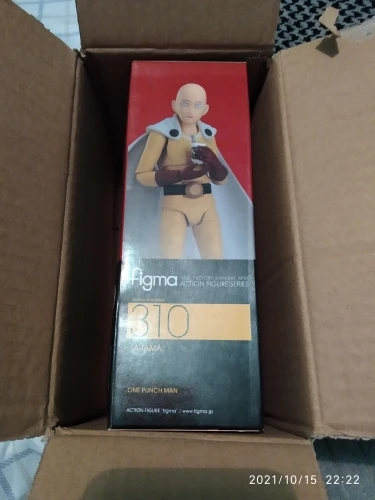 figma
ACTION FIGURE SERIES
310
SAITAMA
ONE PUNCH MAN
ACTION FIGURE "figma" / www.figma.jp
2021/10/15 22:22